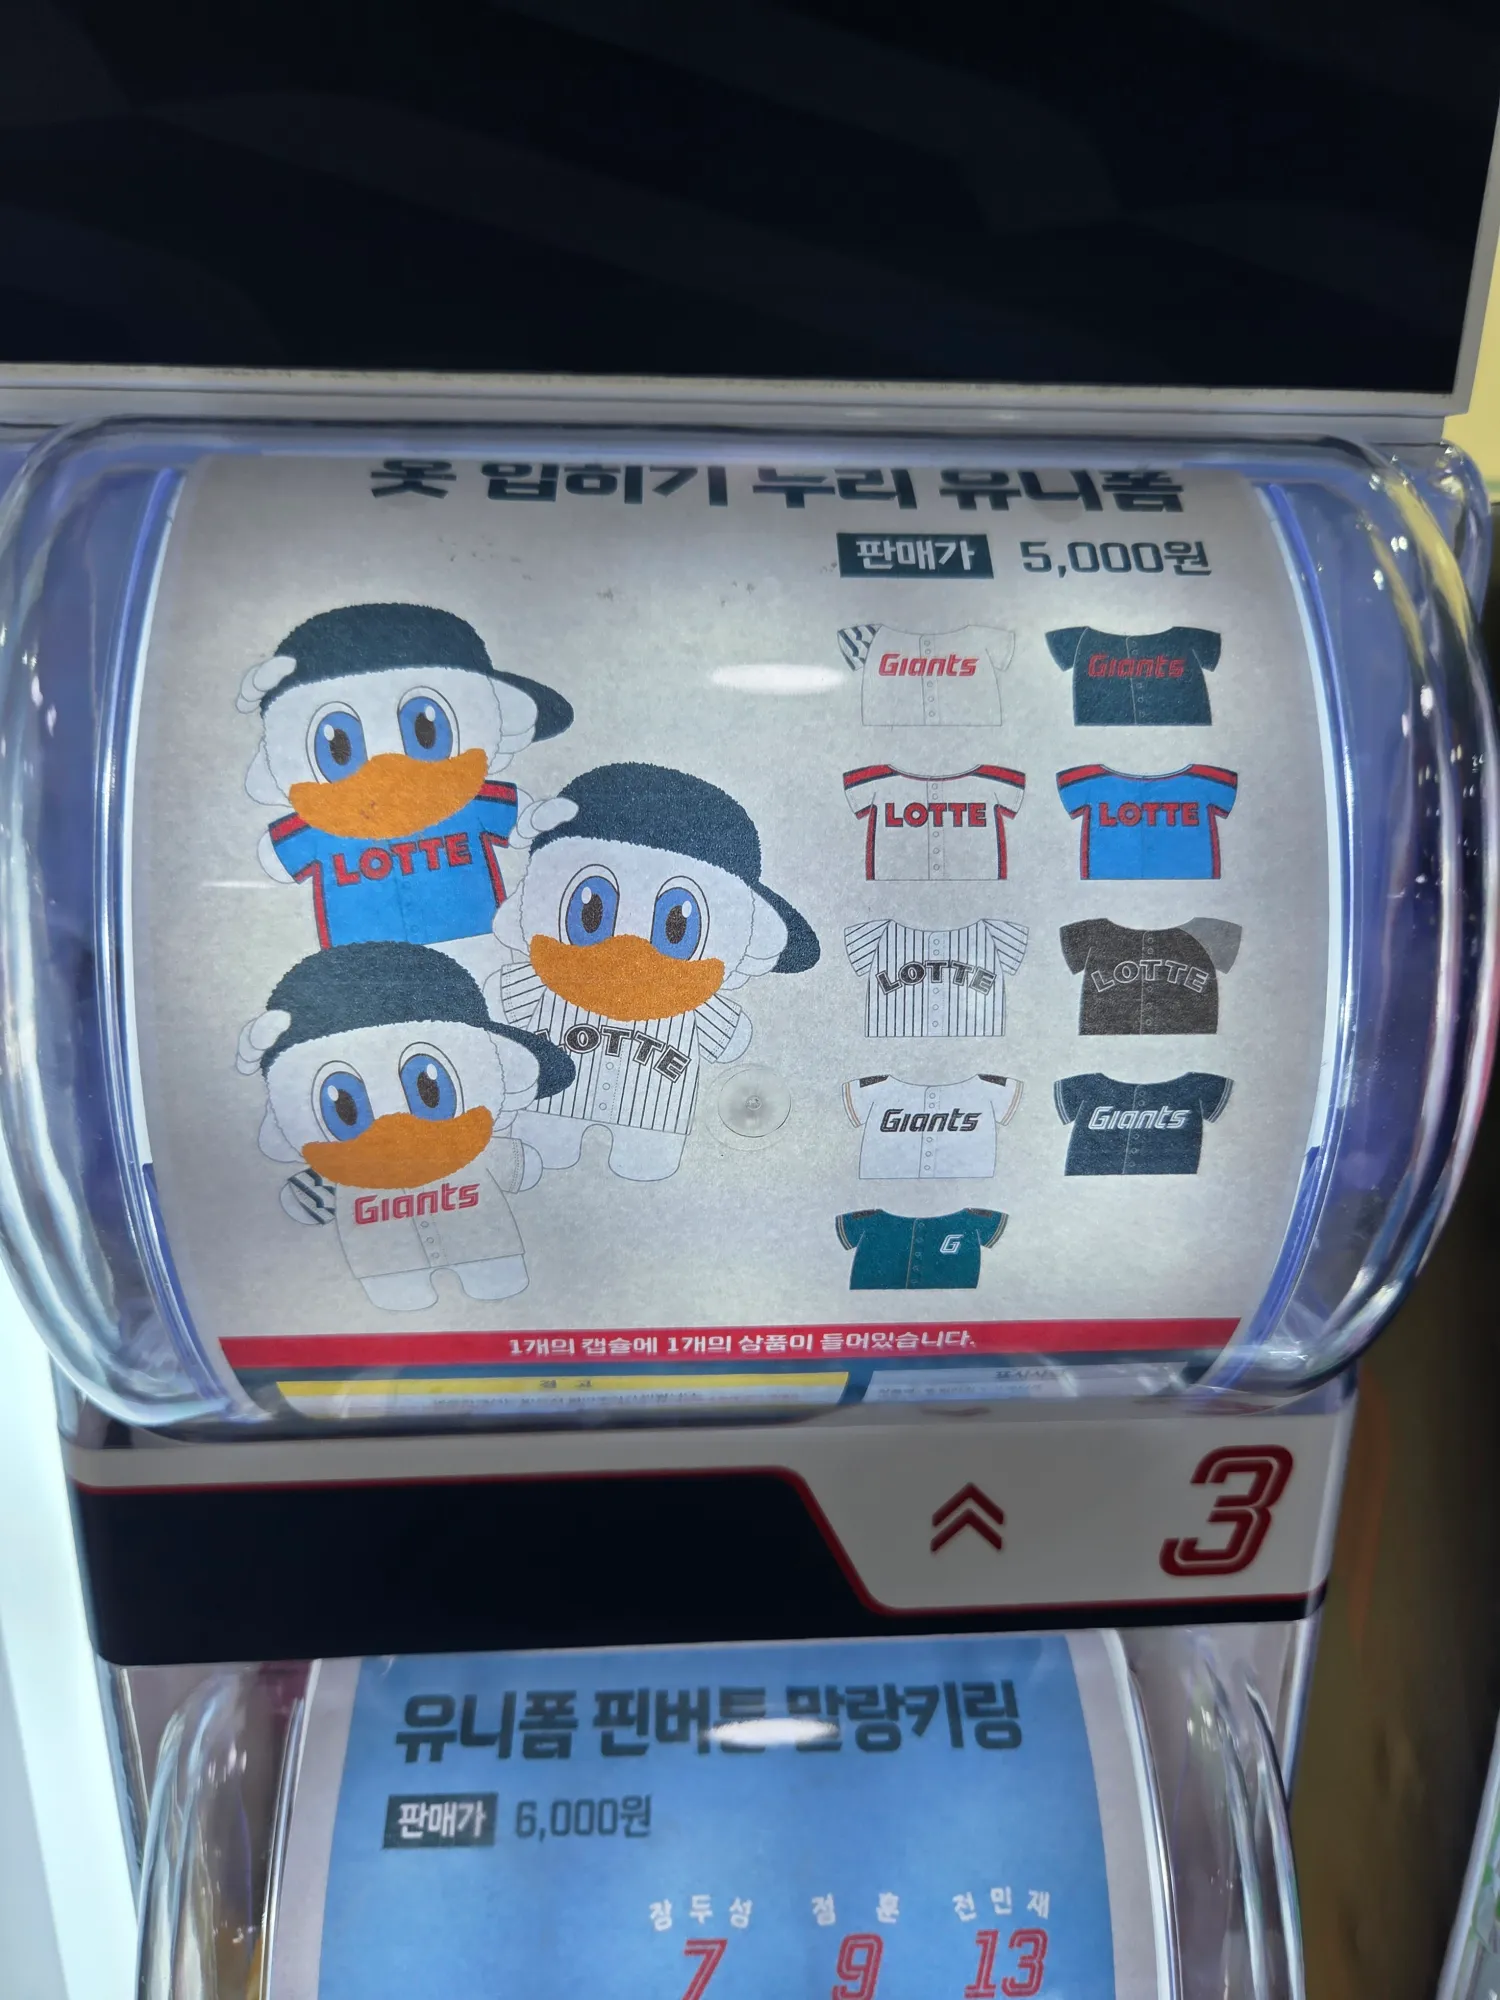 옷 입히기 누리 유니폼
판매가 5,000원
Giants Giants
LOTTE LOTTE
LOTTE LOTTE
Giants Giants
G
LOTTE
LOTTE
Giants
1개의 캡슐에 1개의 상품이 들어있습니다.
경 고
3
유니폼 핀버튼 말랑키링
판매가 6,000원
장두성 정훈 전민재
7 9 13